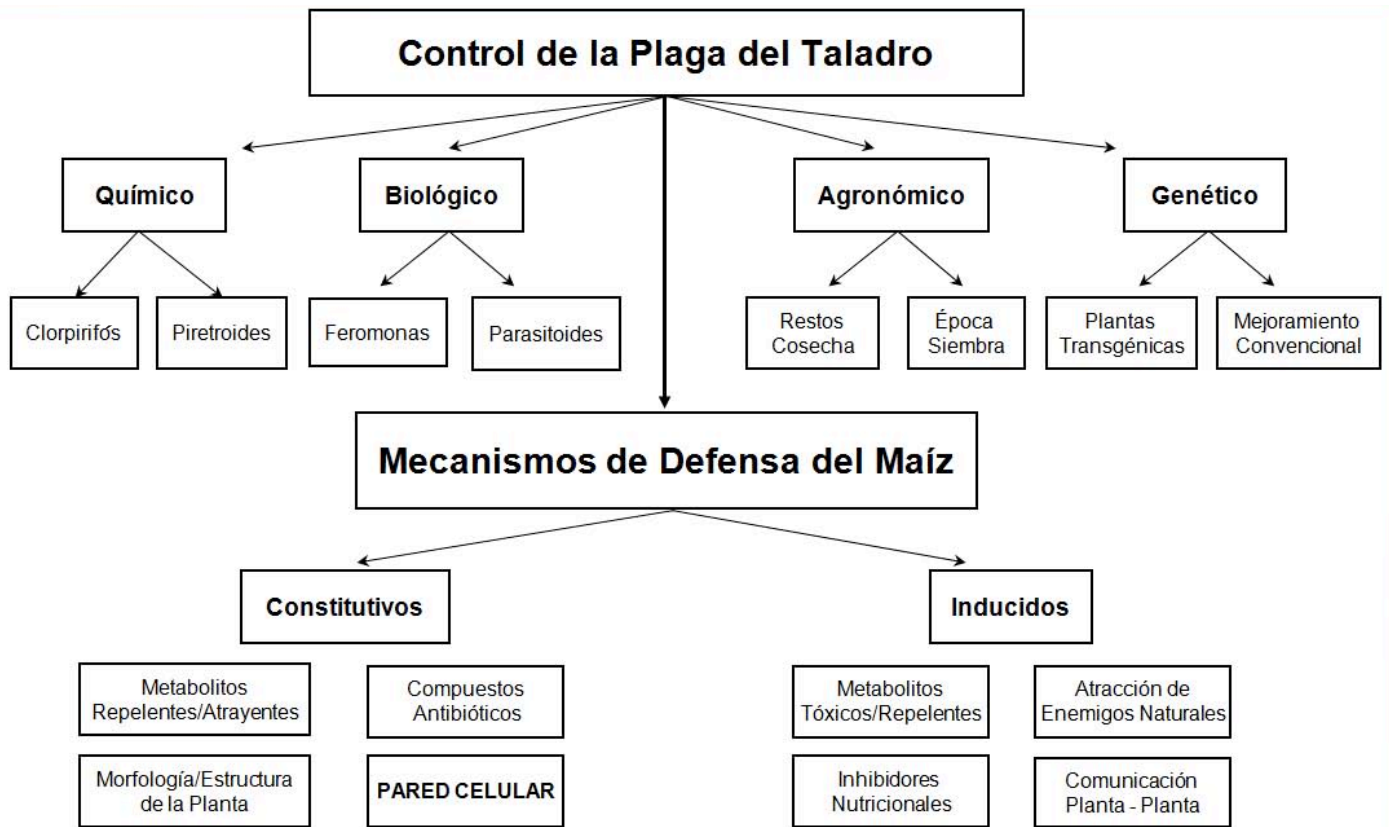 Control de la Plaga del Taladro
Químico
Biológico
Agronómico
Genético
Clorpirifós
Piretroides
Feromonas
Parasitoides
Restos
Cosecha
Época
Siembra
Plantas
Transgénicas
Mejoramiento
Convencional
Mecanismos de Defensa del Maíz
Constitutivos
Inducidos
Metabolitos
Repelentes/Atrayentes
Compuestos
Antibióticos
Metabolitos
Tóxicos/Repelentes
Atracción de
Enemigos Naturales
Morfología/Estructura
de la Planta
PARED CELULAR
Inhibidores
Nutricionales
Comunicación
Planta - Planta